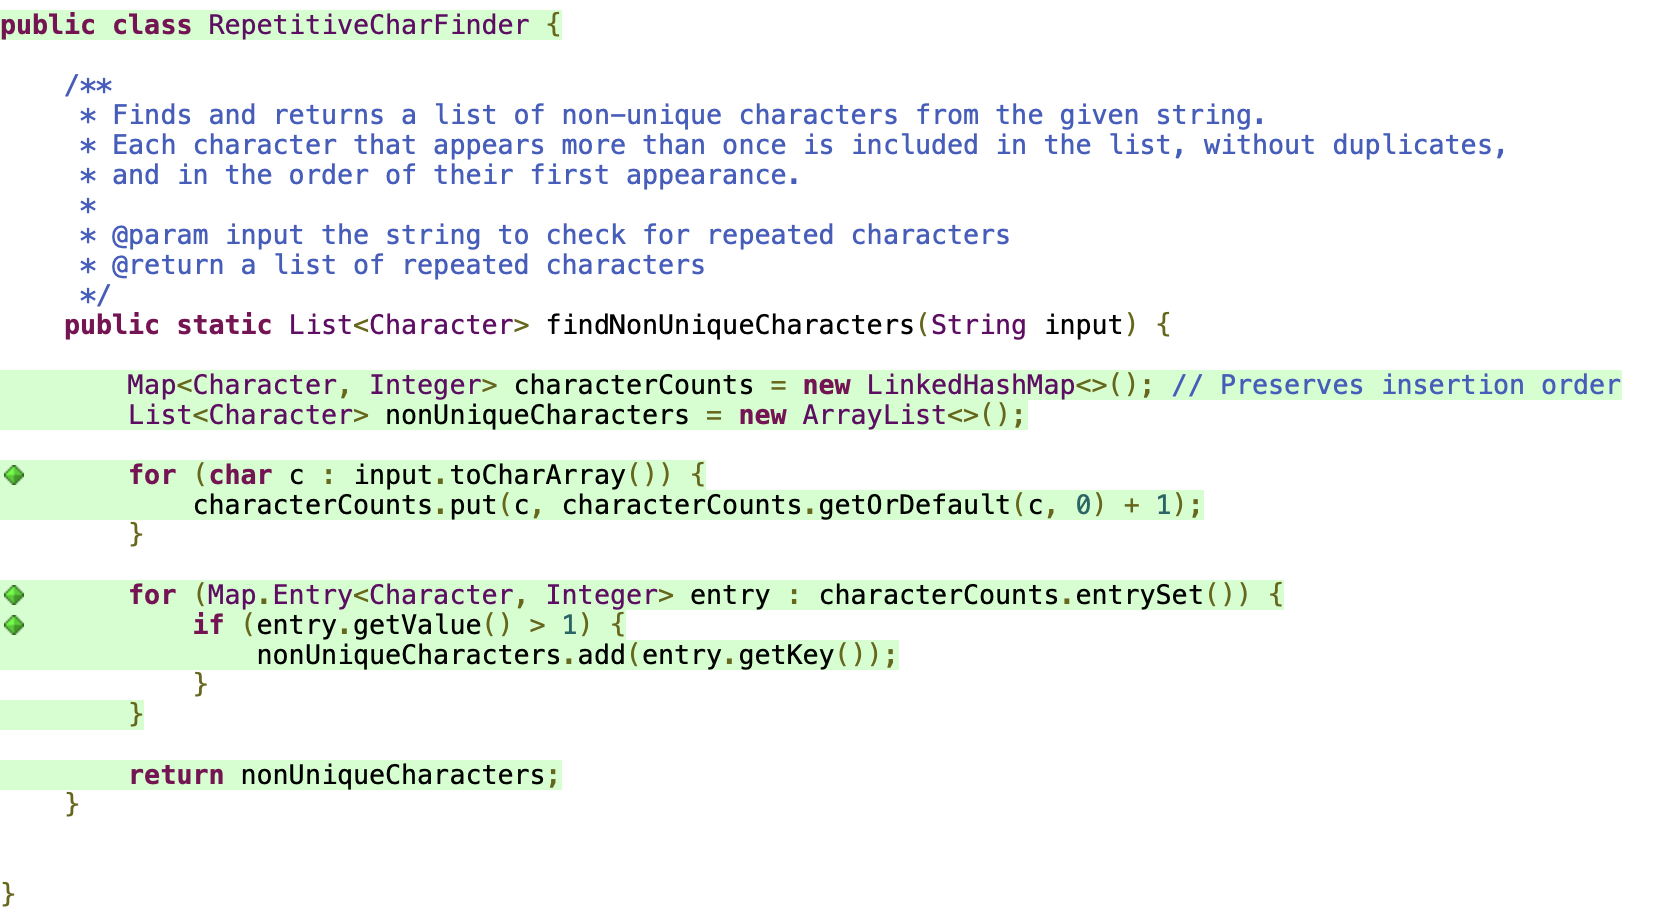 public class RepetitiveCharFinder {
/**
* Finds and returns a list of non-unique characters from the given string.
* Each character that appears more than once is included in the list, without duplicates,
* and in the order of their first appearance.
*
* @param input the string to check for repeated characters
* @return a list of repeated characters
*/
public static List<Character> findNonUniqueCharacters(String input) {
Map<Character, Integer> characterCounts = new LinkedHashMap<>(); // Preserves insertion order
List<Character> nonUniqueCharacters = new ArrayList<>();
for (char c : input.toCharArray()) {
characterCounts.put(c, characterCounts.getOrDefault(c, 0) + 1);
}
for (Map.Entry<Character, Integer> entry : characterCounts.entrySet()) {
if (entry.getValue() > 1) {
nonUniqueCharacters.add(entry.getKey());
}
}
return nonUniqueCharacters;
}
}